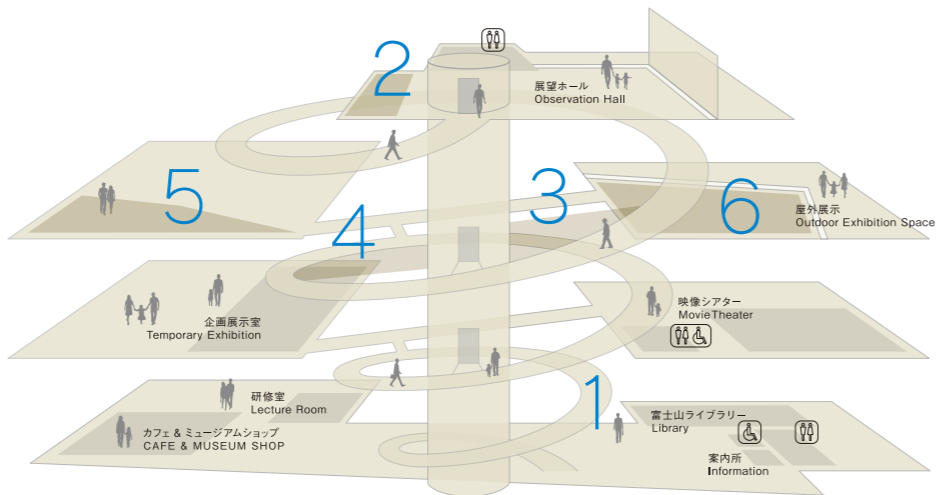 2
展望ホール
Observation Hall
5
4
3
6
屋外展示
Outdoor Exhibition Space
企画展示室
Temporary Exhibition
映像シアター
MovieTheater
1
研修室
Lecture Room
カフェ & ミュージアムショップ
CAFE & MUSEUM SHOP
富士山ライブラリー
Library
案内所
Information